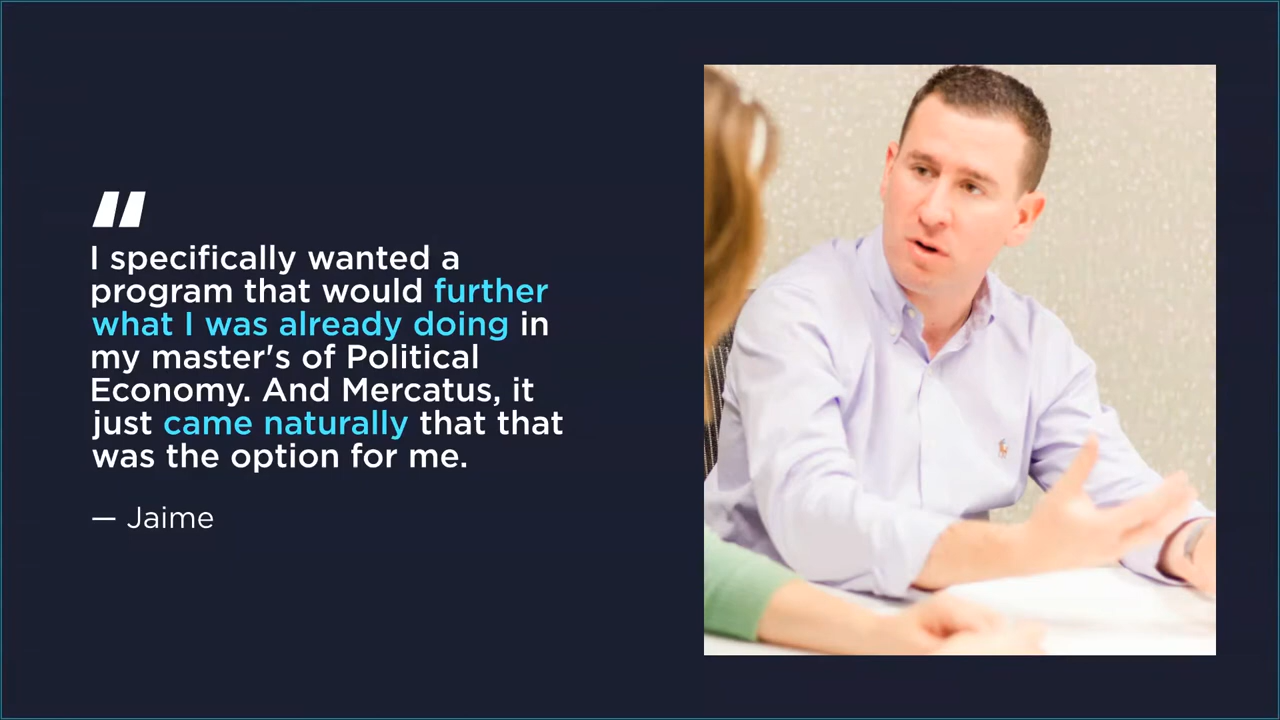 "
I specifically wanted a
program that would further
what I was already doing in
my master's of Political
Economy. And Mercatus, it
just came naturally that that
was the option for me.
— Jaime